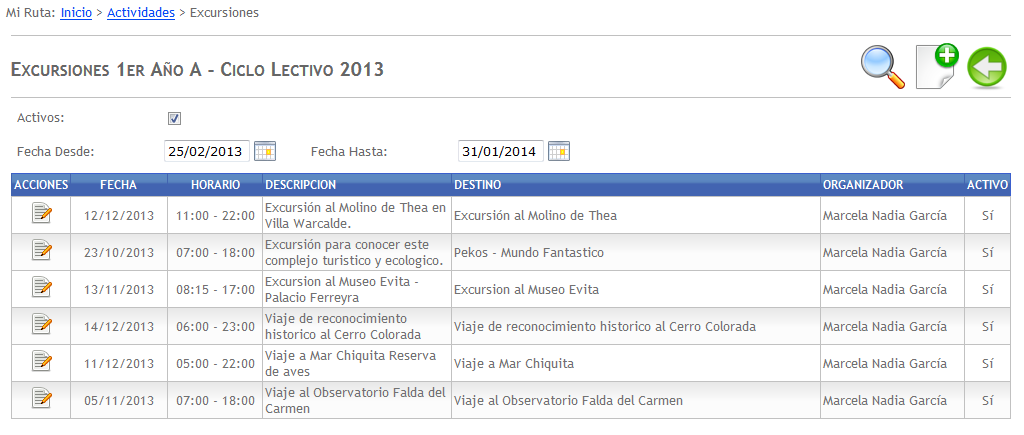 Mi Ruta: Inicio > Actividades > Excursiones
Excursiones 1er Año A - Ciclo Lectivo 2013
Activos:
Fecha Desde: 25/02/2013 Fecha Hasta: 31/01/2014
ACCIONES FECHA HORARIO DESCRIPCION DESTINO ORGANIZADOR ACTIVO
12/12/2013 11:00 - 22:00 Excursión al Molino de Thea en
Villa Warcalde. Excursión al Molino de Thea Marcela Nadia García Sí
23/10/2013 07:00 - 18:00 Excursión para conocer este
complejo turistico y ecologico. Pekos - Mundo Fantastico Marcela Nadia García Sí
13/11/2013 08:15 - 17:00 Excursion al Museo Evita -
Palacio Ferreyra Excursion al Museo Evita Marcela Nadia García Sí
14/12/2013 06:00 - 23:00 Viaje de reconocimiento
historico al Cerro Colorada Viaje de reconocimiento historico al Cerro Colorada Marcela Nadia García Sí
11/12/2013 05:00 - 22:00 Viaje a Mar Chiquita Reserva
de aves Viaje a Mar Chiquita Marcela Nadia García Sí
05/11/2013 07:00 - 18:00 Viaje al Observatorio Falda del
Carmen Viaje al Observatorio Falda del Carmen Marcela Nadia García Sí